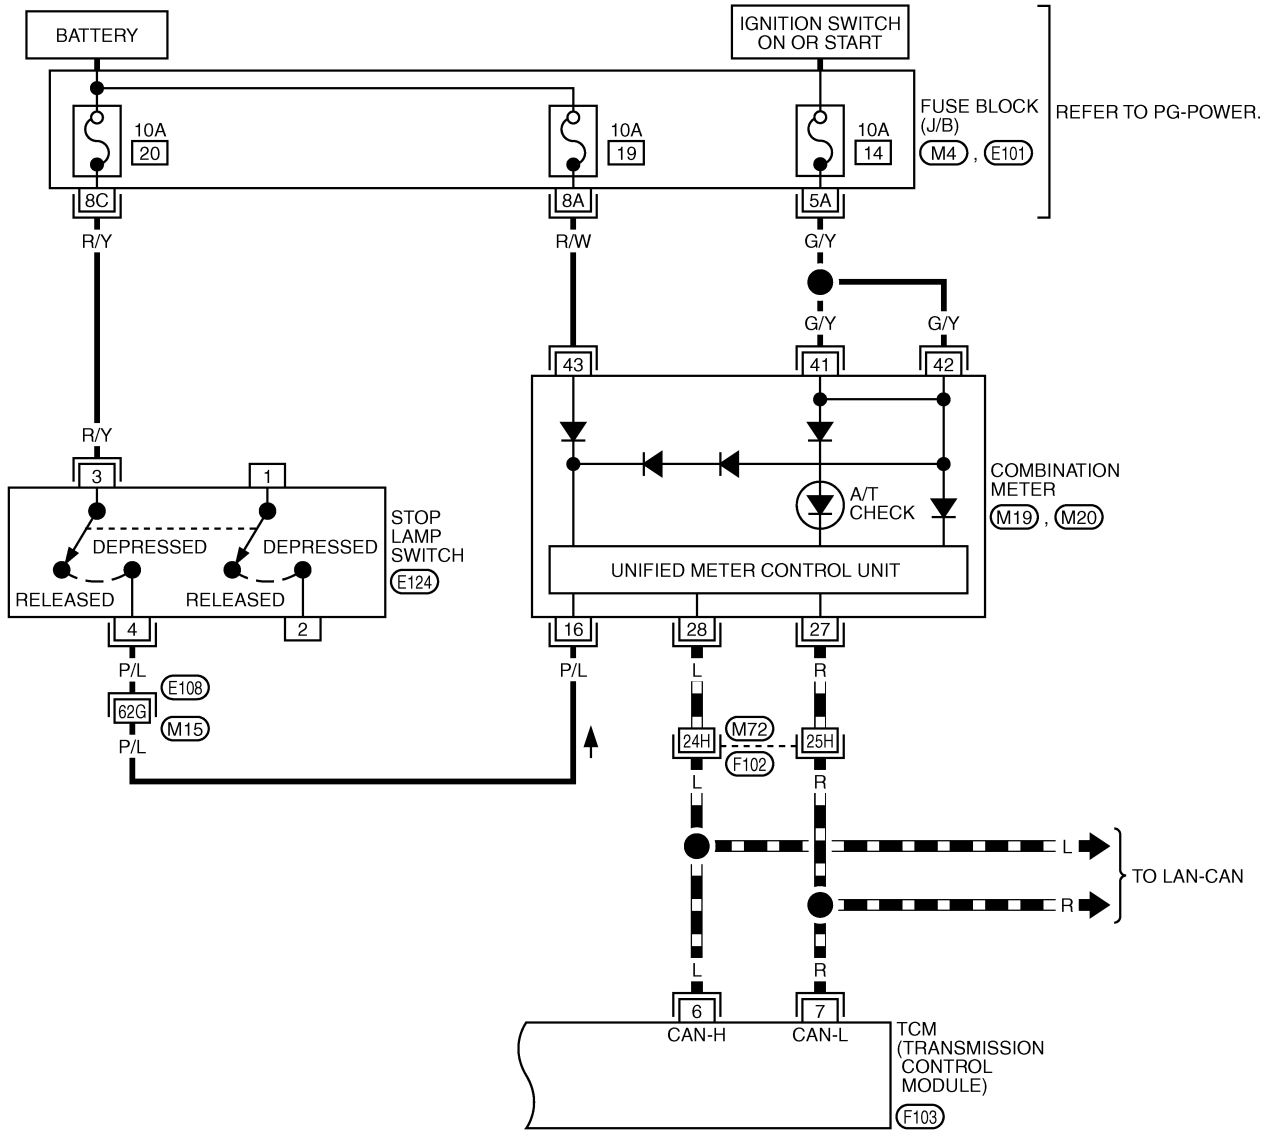 BATTERY
IGNITION SWITCH
ON OR START
10A
20
10A
19
10A
14
FUSE BLOCK
(J/B)
M4 , E101
REFER TO PG-POWER.
8C
8A
5A
R/Y
R/W
G/Y
G/Y
G/Y
R/Y
43
41
42
3
1
A/T
CHECK
COMBINATION
METER
M19 , M20
STOP
LAMP
SWITCH
E124
DEPRESSED
DEPRESSED
RELEASED
RELEASED
UNIFIED METER CONTROL UNIT
4
2
16
28
27
P/L
P/L
L
R
E108
62G
M15
P/L
M72
24H
25H
F102
L
R
L
TO LAN-CAN
R
L
R
6
7
CAN-H
CAN-L
TCM
(TRANSMISSION
CONTROL
MODULE)
F103